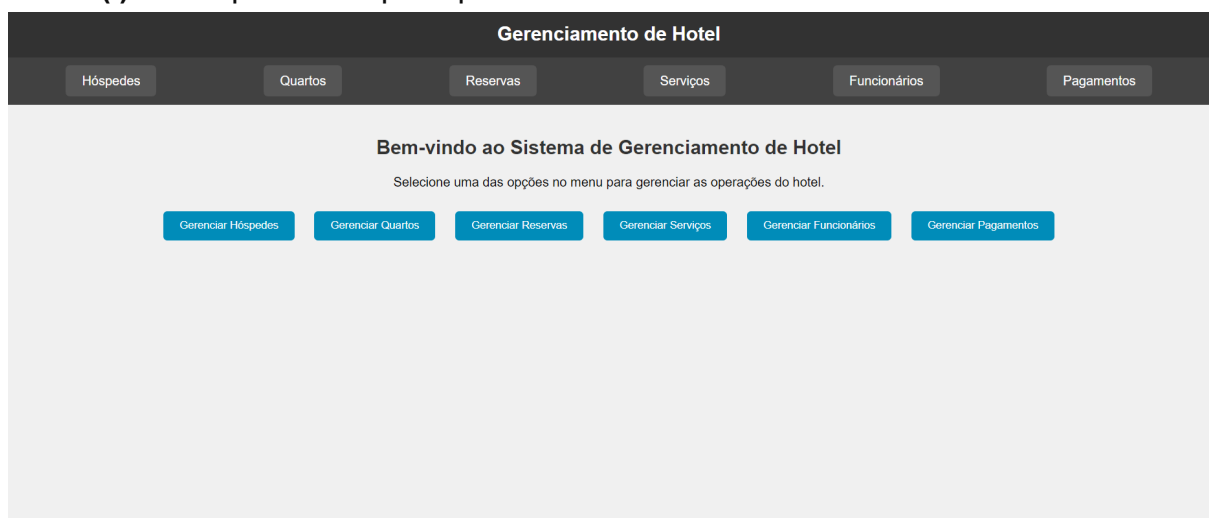 Gerenciamento de Hotel
Hóspedes Quartos Reservas Serviços Funcionários Pagamentos
Bem-vindo ao Sistema de Gerenciamento de Hotel
Selecione uma das opções no menu para gerenciar as operações do hotel.
Gerenciar Hóspedes Gerenciar Quartos Gerenciar Reservas Gerenciar Serviços Gerenciar Funcionários Gerenciar Pagamentos